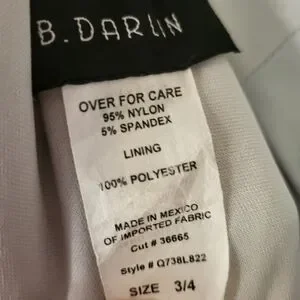 B. DARLIN
OVER FOR CARE
95% NYLON
5% SPANDEX
LINING
100% POLYESTER
MADE IN MEXICO
OF IMPORTED FABRIC
Cut # 36665
Style # Q738L822
SIZE 3/4